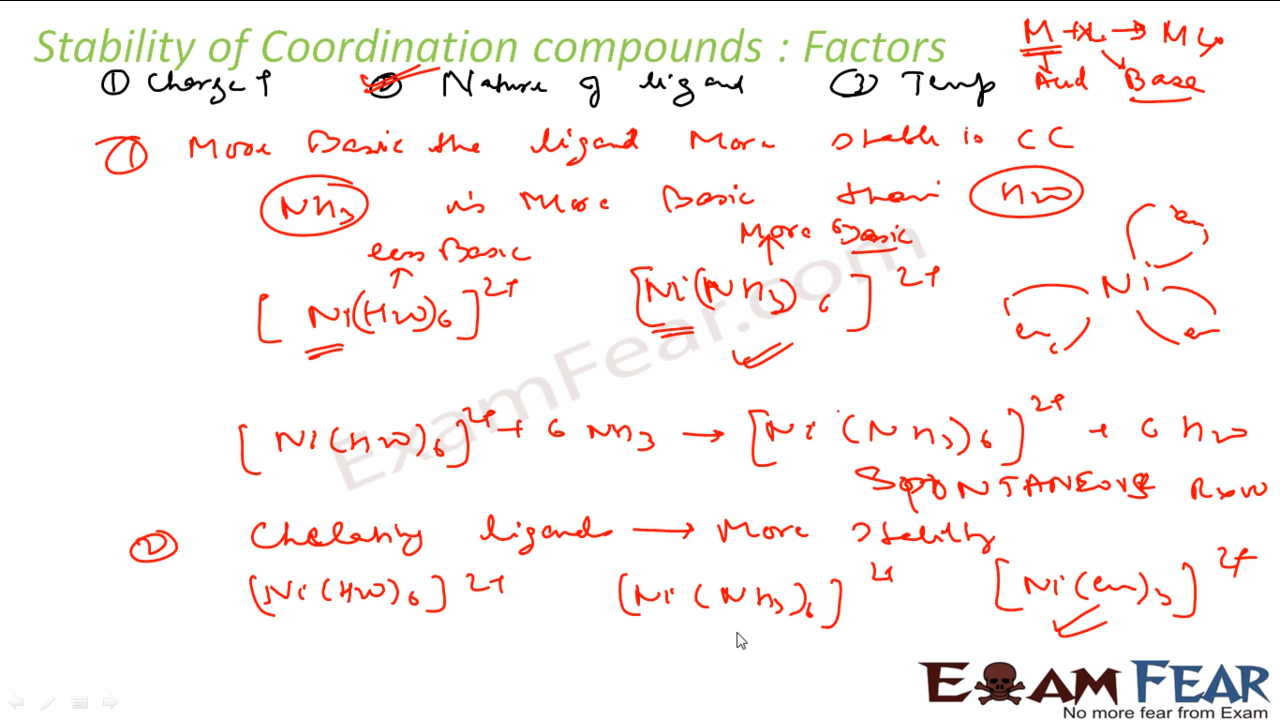 Stability of Coordination compounds : Factors
M + xL → MLx
Acid Base
① Charge ↑ ② Nature of ligand ③ Temp
① More Basic the ligand More stable is CC
NH3 is More Basic than H2O
less Basic More Basic
[Ni(H2O)6]2+ [Ni(NH3)6]2+
Ni en en en
[Ni(H2O)6]2+ + 6 NH3 → [Ni(NH3)6]2+ + 6 H2O
SPONTANEOUS Rxn
② Chelating ligands → More stability
[Ni(H2O)6]2+ [Ni(NH3)6]2+ [Ni(en)3]2+
ExamFear.com
EXAM FEAR
No more fear from Exam